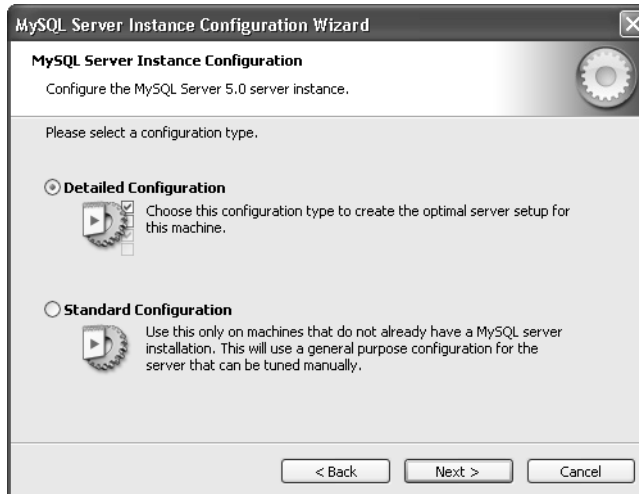 MySQL Server Instance Configuration Wizard
MySQL Server Instance Configuration
Configure the MySQL Server 5.0 server instance.
Please select a configuration type.
Detailed Configuration
Choose this configuration type to create the optimal server setup for
this machine.
Standard Configuration
Use this only on machines that do not already have a MySQL server
installation. This will use a general purpose configuration for the
server that can be tuned manually.
< Back Next > Cancel